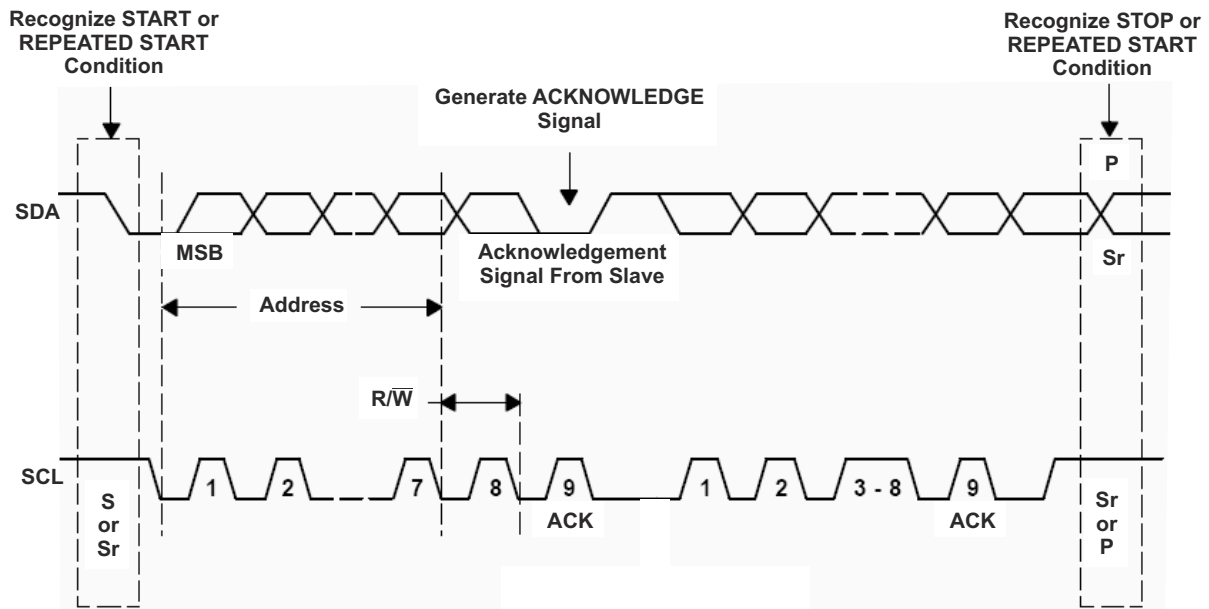 Recognize START or
REPEATED START
Condition
Recognize STOP or
REPEATED START
Condition
Generate ACKNOWLEDGE
Signal
P
SDA
MSB
Acknowledgement
Signal From Slave
Sr
Address
R/W̅
SCL
1
2
7
8
9
1
2
3 - 8
9
ACK
ACK
S
or
Sr
Sr
or
P